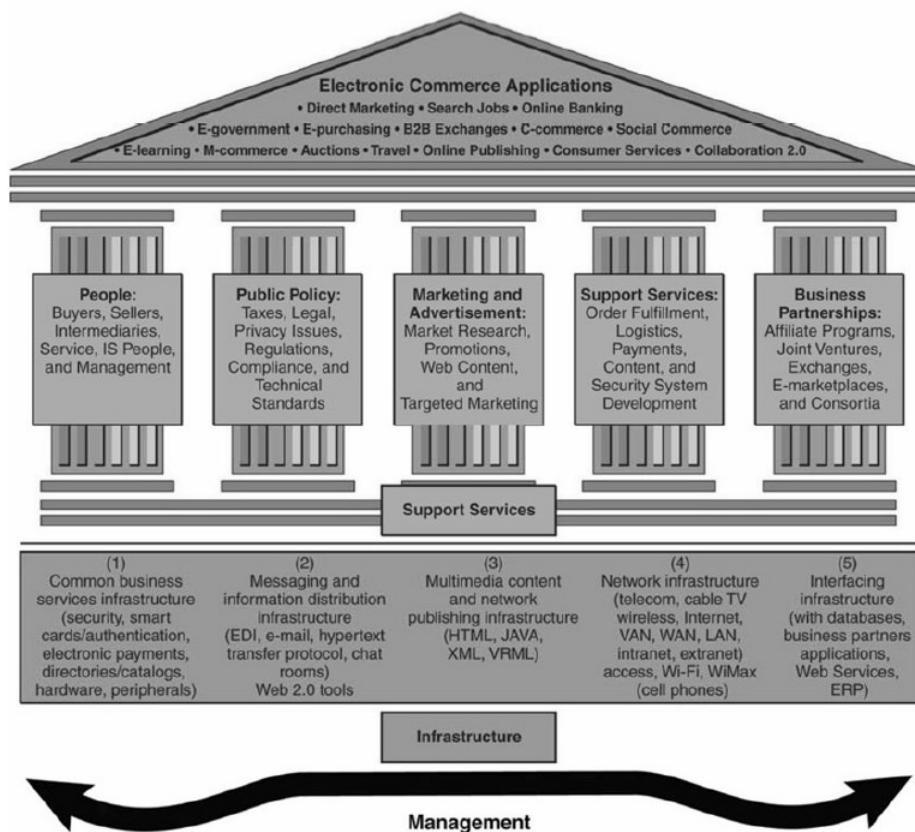 Electronic Commerce Applications
• Direct Marketing • Search Jobs • Online Banking
• E-government • E-purchasing • B2B Exchanges • C-commerce • Social Commerce
• E-learning • M-commerce • Auctions • Travel • Online Publishing • Consumer Services • Collaboration 2.0
People:
Buyers, Sellers,
Intermediaries,
Service, IS People,
and Management
Public Policy:
Taxes, Legal,
Privacy Issues,
Regulations,
Compliance, and
Technical
Standards
Marketing and
Advertisement:
Market Research,
Promotions,
Web Content,
and
Targeted Marketing
Support Services:
Order Fulfillment,
Logistics,
Payments,
Content, and
Security System
Development
Business
Partnerships:
Affiliate Programs,
Joint Ventures,
Exchanges,
E-marketplaces,
and Consortia
Support Services
(1)
Common business
services infrastructure
(security, smart
cards/authentication,
electronic payments,
directories/catalogs,
hardware, peripherals)
(2)
Messaging and
information distribution
infrastructure
(EDI, e-mail, hypertext
transfer protocol, chat
rooms)
Web 2.0 tools
(3)
Multimedia content
and network
publishing infrastructure
(HTML, JAVA,
XML, VRML)
(4)
Network infrastructure
(telecom, cable TV
wireless, Internet,
VAN, WAN, LAN,
intranet, extranet)
access, Wi-Fi, WiMax
(cell phones)
(5)
Interfacing
infrastructure
(with databases,
business partners
applications,
Web Services,
ERP)
Infrastructure
Management